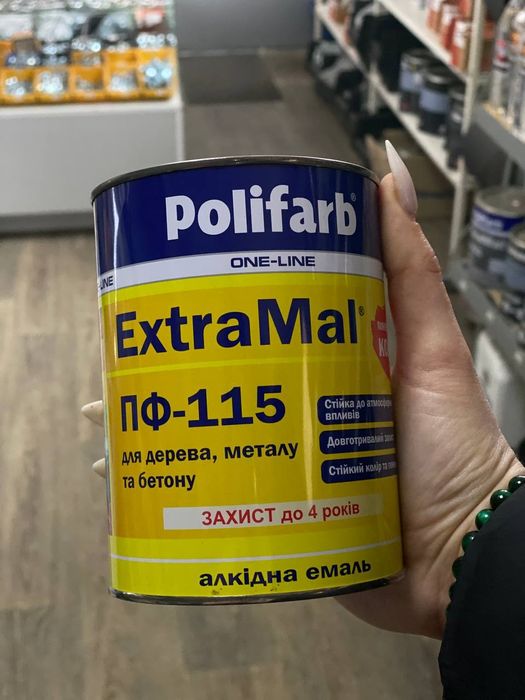 Polifarb®
ONE-LINE
ExtraMal®
ПФ-115
для дерева, металу
та бетону
Стійка до
впливів
Довготривалий
Стійкий колір та
ЗАХИСТ до 4 років
алкідна емаль